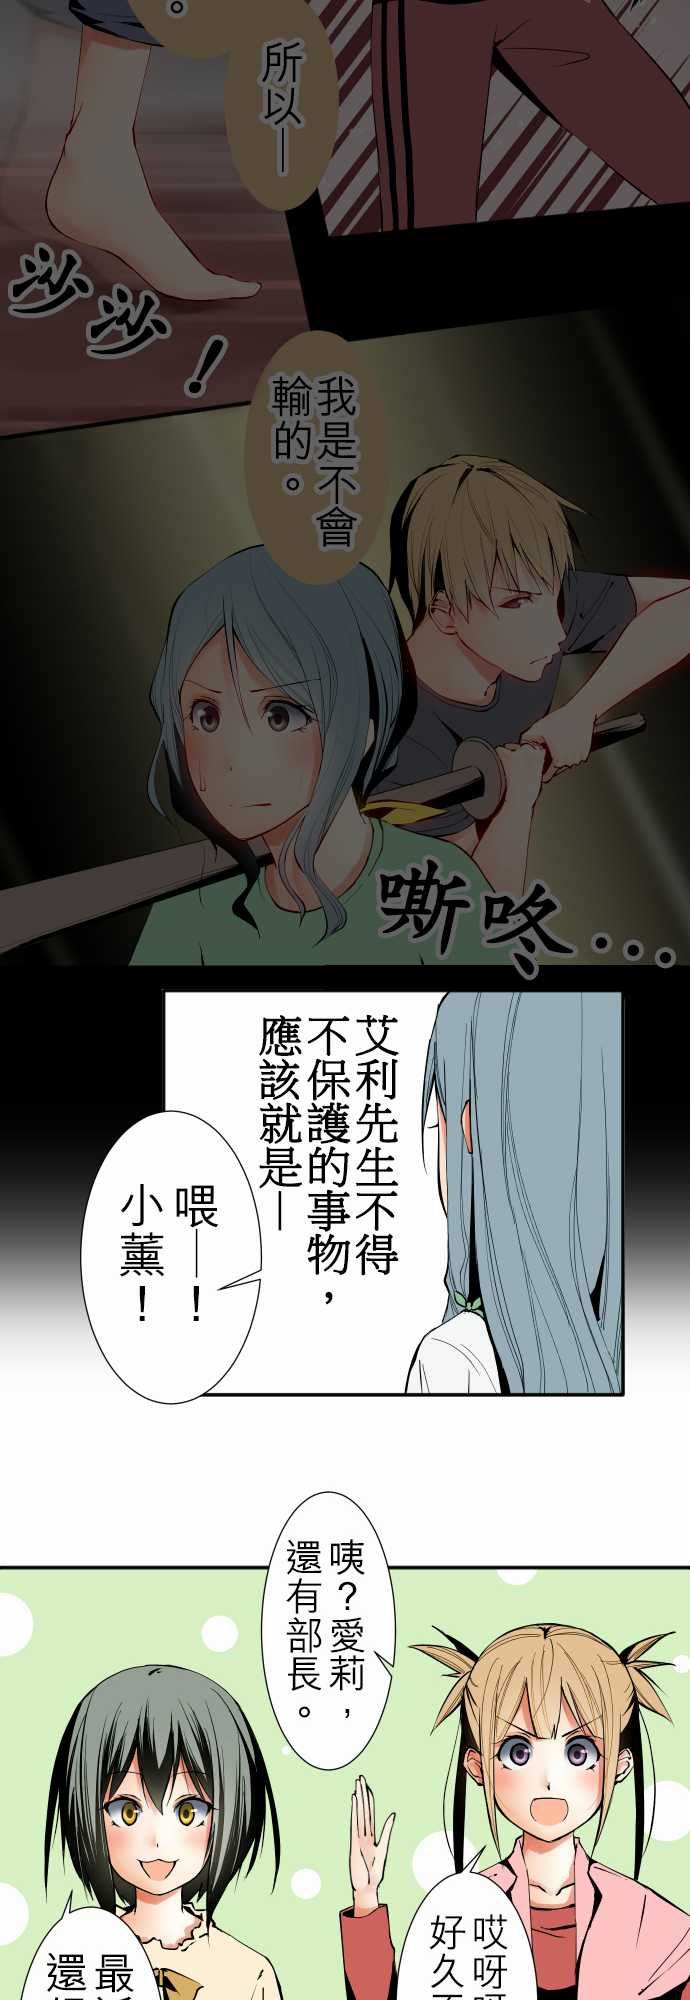 。
所以—
沙沙！
我是不會
輸的。
嘶咚...
艾利先生不得
不保護的事物，
應該就是—
喂—！
小薰！
咦？愛莉，
還有部長。
哎呀
好久
最
還